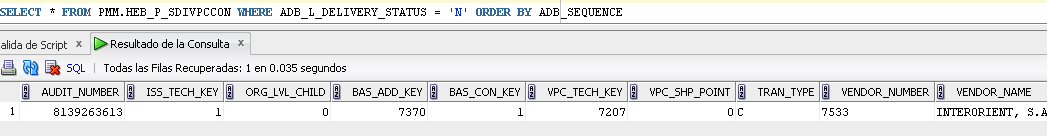 SELECT * FROM PMM.HEB_P_SDIVPCCON WHERE ADB_L_DELIVERY_STATUS = 'N' ORDER BY ADB_SEQUENCE
alida de Script x Resultado de la Consulta x
SQL | Todas las Filas Recuperadas: 1 en 0.035 segundos
AUDIT_NUMBER ISS_TECH_KEY ORG_LVL_CHILD BAS_ADD_KEY BAS_CON_KEY VPC_TECH_KEY VPC_SHP_POINT TRAN_TYPE VENDOR_NUMBER VENDOR_NAME
1 8139263613 1 0 7370 1 7207 0 C 7533 INTERORIENT, S.A